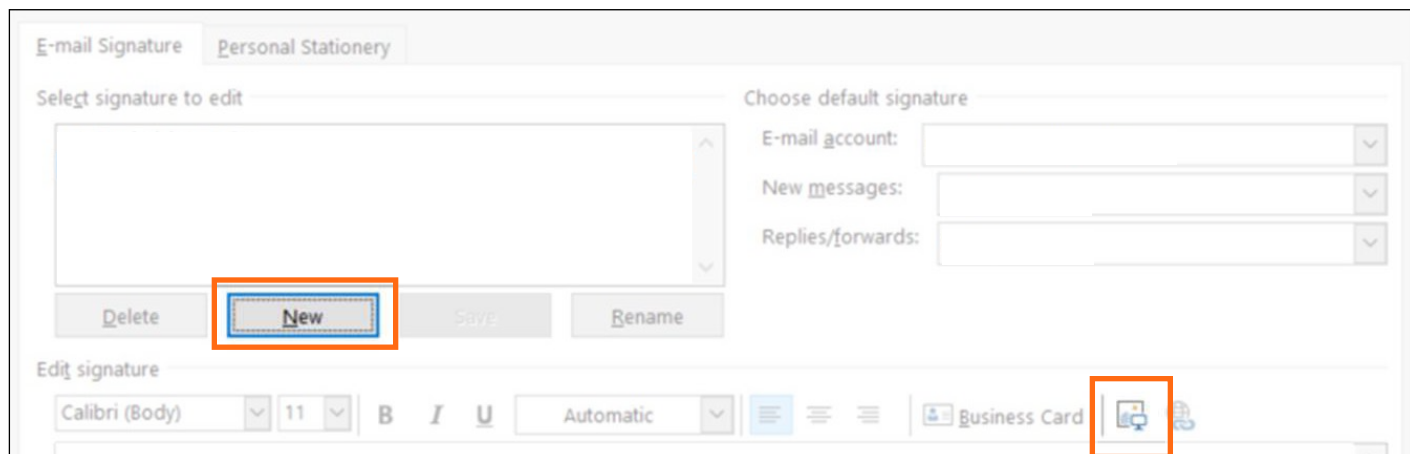 E-mail Signature Personal Stationery
Select signature to edit
Choose default signature
E-mail account:
New messages:
Replies/forwards:
Delete New Save Rename
Edit signature
Calibri (Body) 11 B I U Automatic Business Card